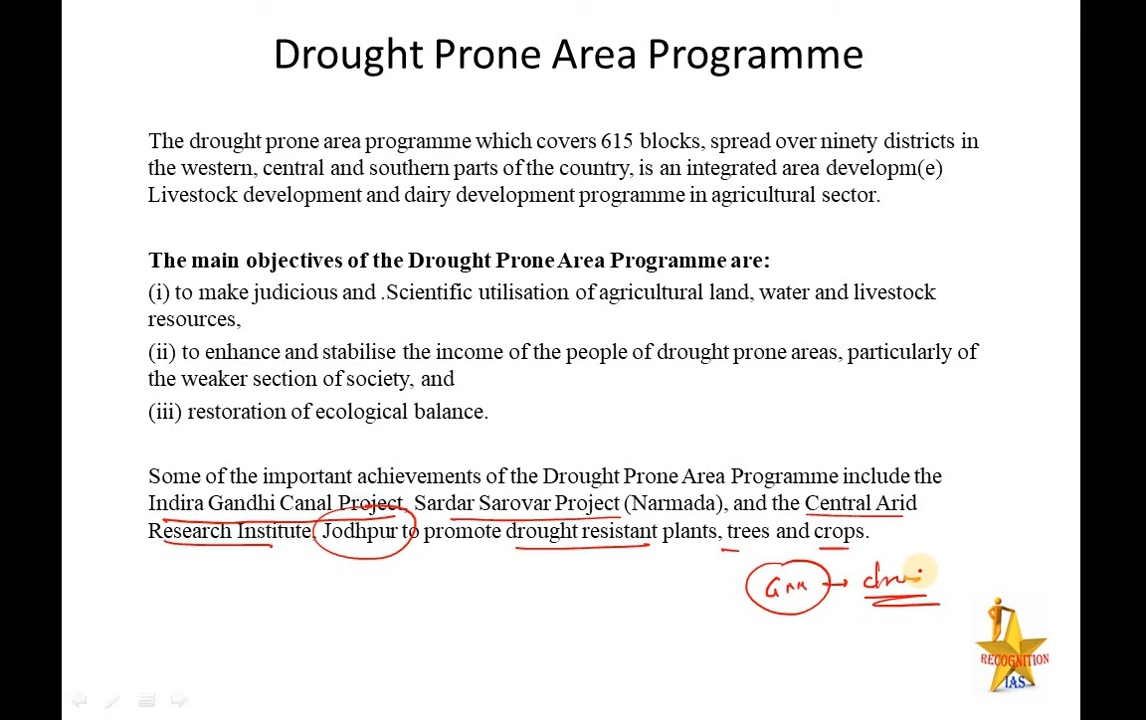 Drought Prone Area Programme
The drought prone area programme which covers 615 blocks, spread over ninety districts in
the western, central and southern parts of the country, is an integrated area developm(e)
Livestock development and dairy development programme in agricultural sector.
The main objectives of the Drought Prone Area Programme are:
(i) to make judicious and .Scientific utilisation of agricultural land, water and livestock
resources,
(ii) to enhance and stabilise the income of the people of drought prone areas, particularly of
the weaker section of society, and
(iii) restoration of ecological balance.
Some of the important achievements of the Drought Prone Area Programme include the
Indira Gandhi Canal Project, Sardar Sarovar Project (Narmada), and the Central Arid
Research Institute, Jodhpur to promote drought resistant plants, trees and crops.
RECOGNITION
IAS